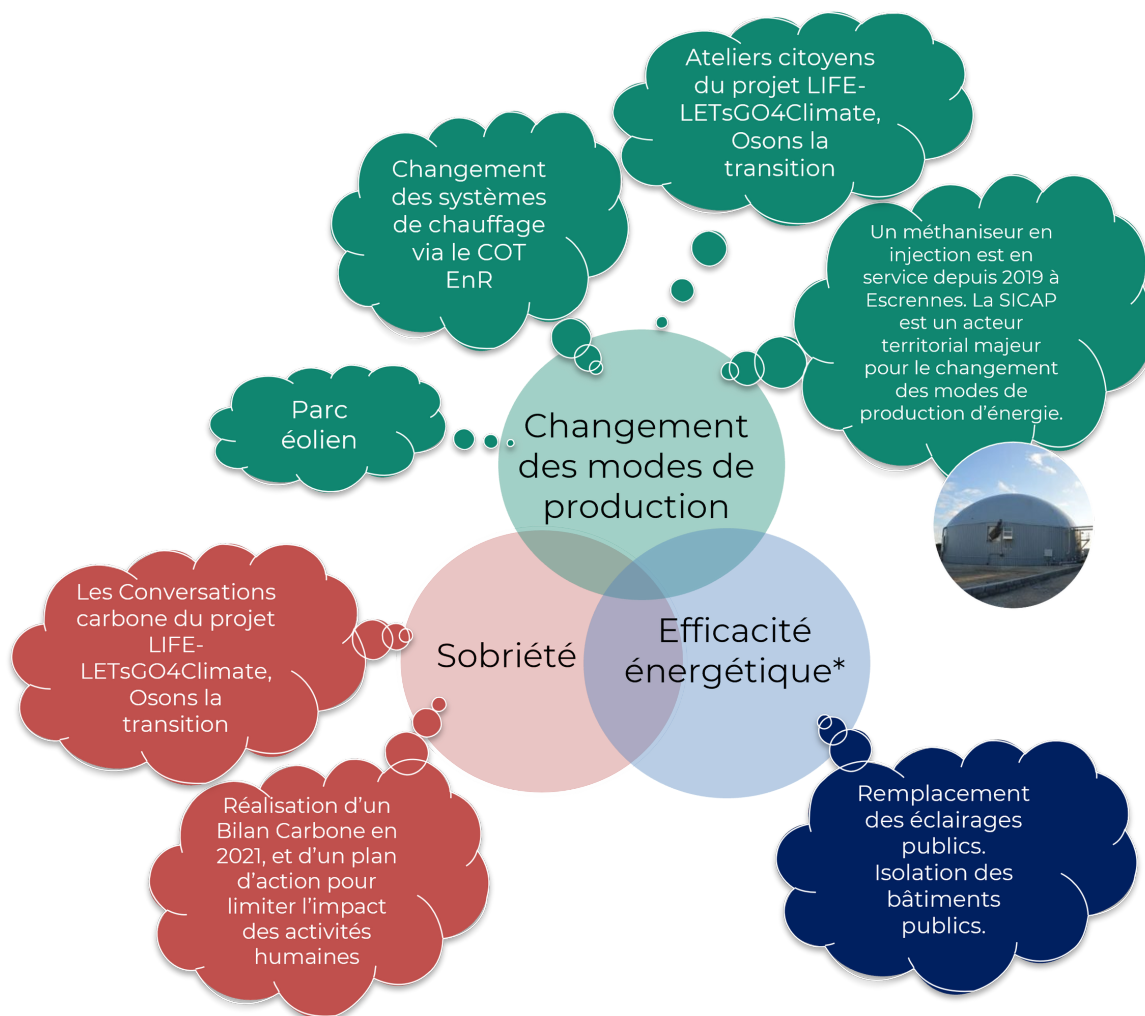 Ateliers citoyens
du projet LIFE-
LETsGO4Climate,
Osons la
transition
Changement
des systèmes
de chauffage
via le COT
EnR
Un méthaniseur en
injection est en
service depuis 2019 à
Escrennes. La SICAP
est un acteur
territorial majeur
pour le changement
des modes de
production d’énergie.
Parc
éolien
Changement
des modes de
production
Les Conversations
carbone du projet
LIFE-
LETsGO4Climate,
Osons la
transition
Sobriété
Efficacité
énergétique*
Réalisation d’un
Bilan Carbone en
2021, et d’un plan
d’action pour
limiter l’impact
des activités
humaines
Remplacement
des éclairages
publics.
Isolation des
bâtiments
publics.